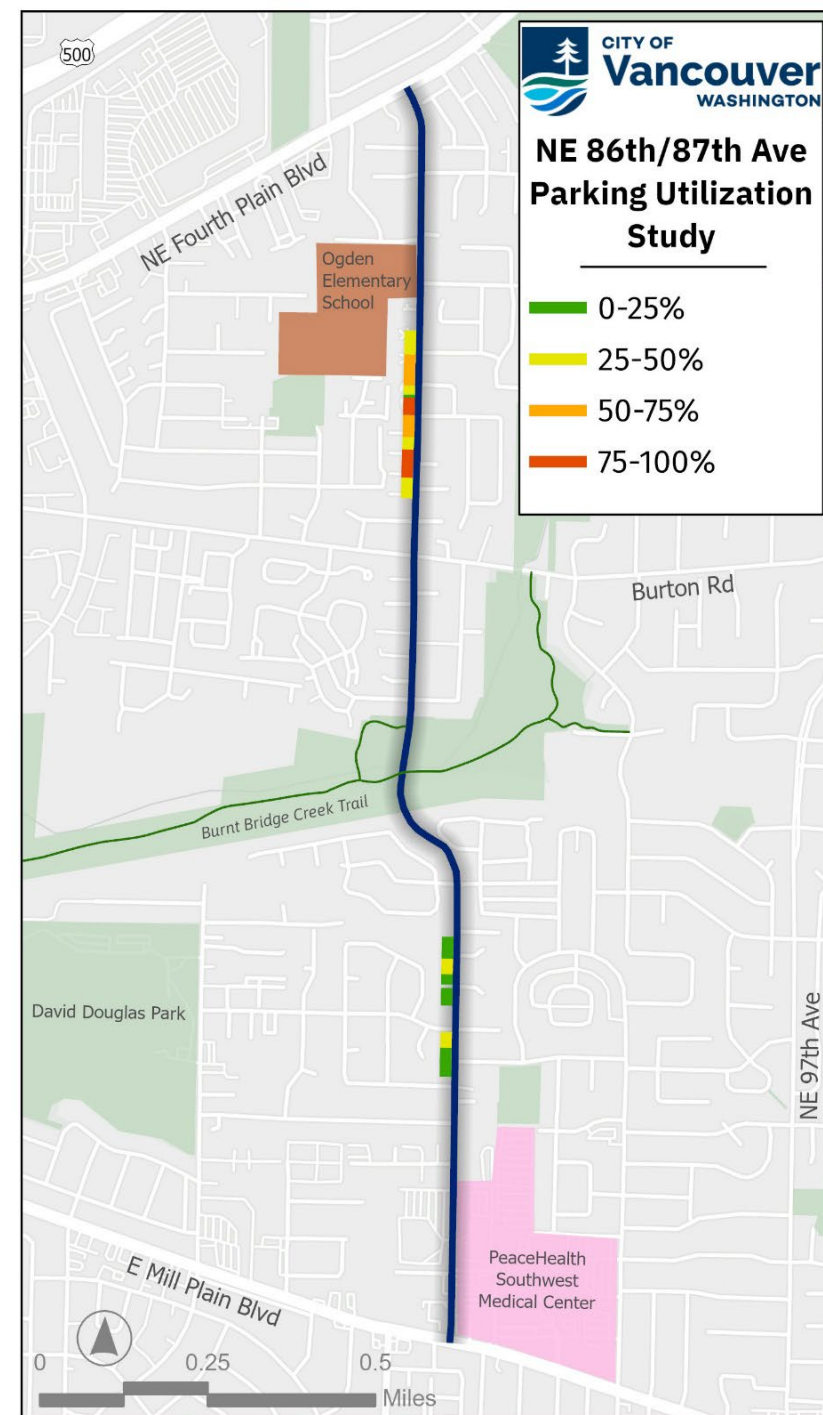 500
CITY OF
Vancouver
WASHINGTON
NE 86th/87th Ave
Parking Utilization
Study
0-25%
25-50%
50-75%
75-100%
NE Fourth Plain Blvd
Ogden
Elementary
School
Burton Rd
Burnt Bridge Creek Trail
David Douglas Park
NE 97th Ave
PeaceHealth
Southwest
Medical Center
E Mill Plain Blvd
0 0.25 0.5
Miles